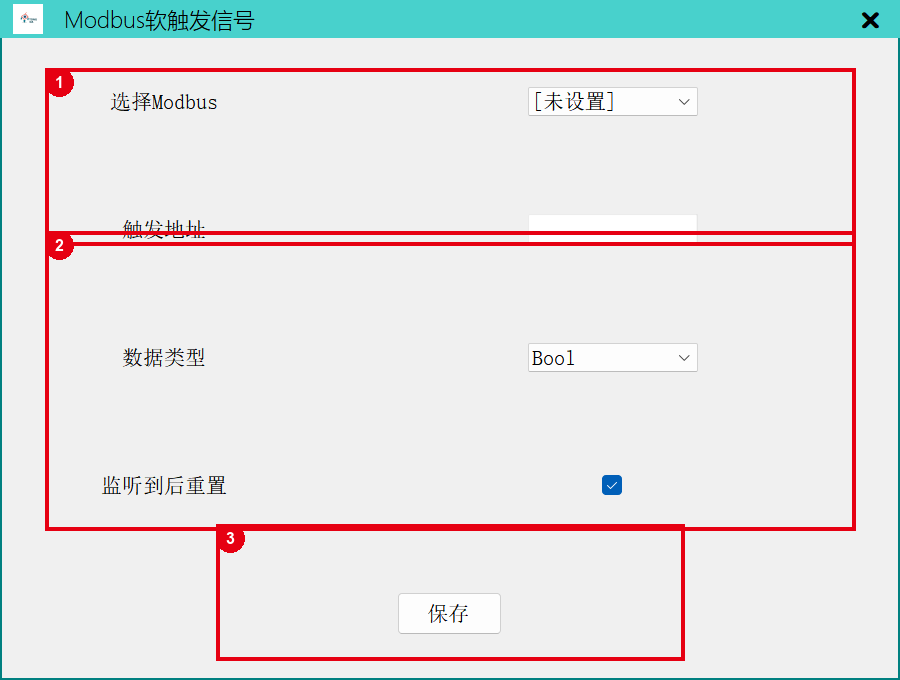 Modbus软触发信号
1
选择Modbus
[未设置]
触发地址
2
数据类型
Bool
监听到后重置
3
保存